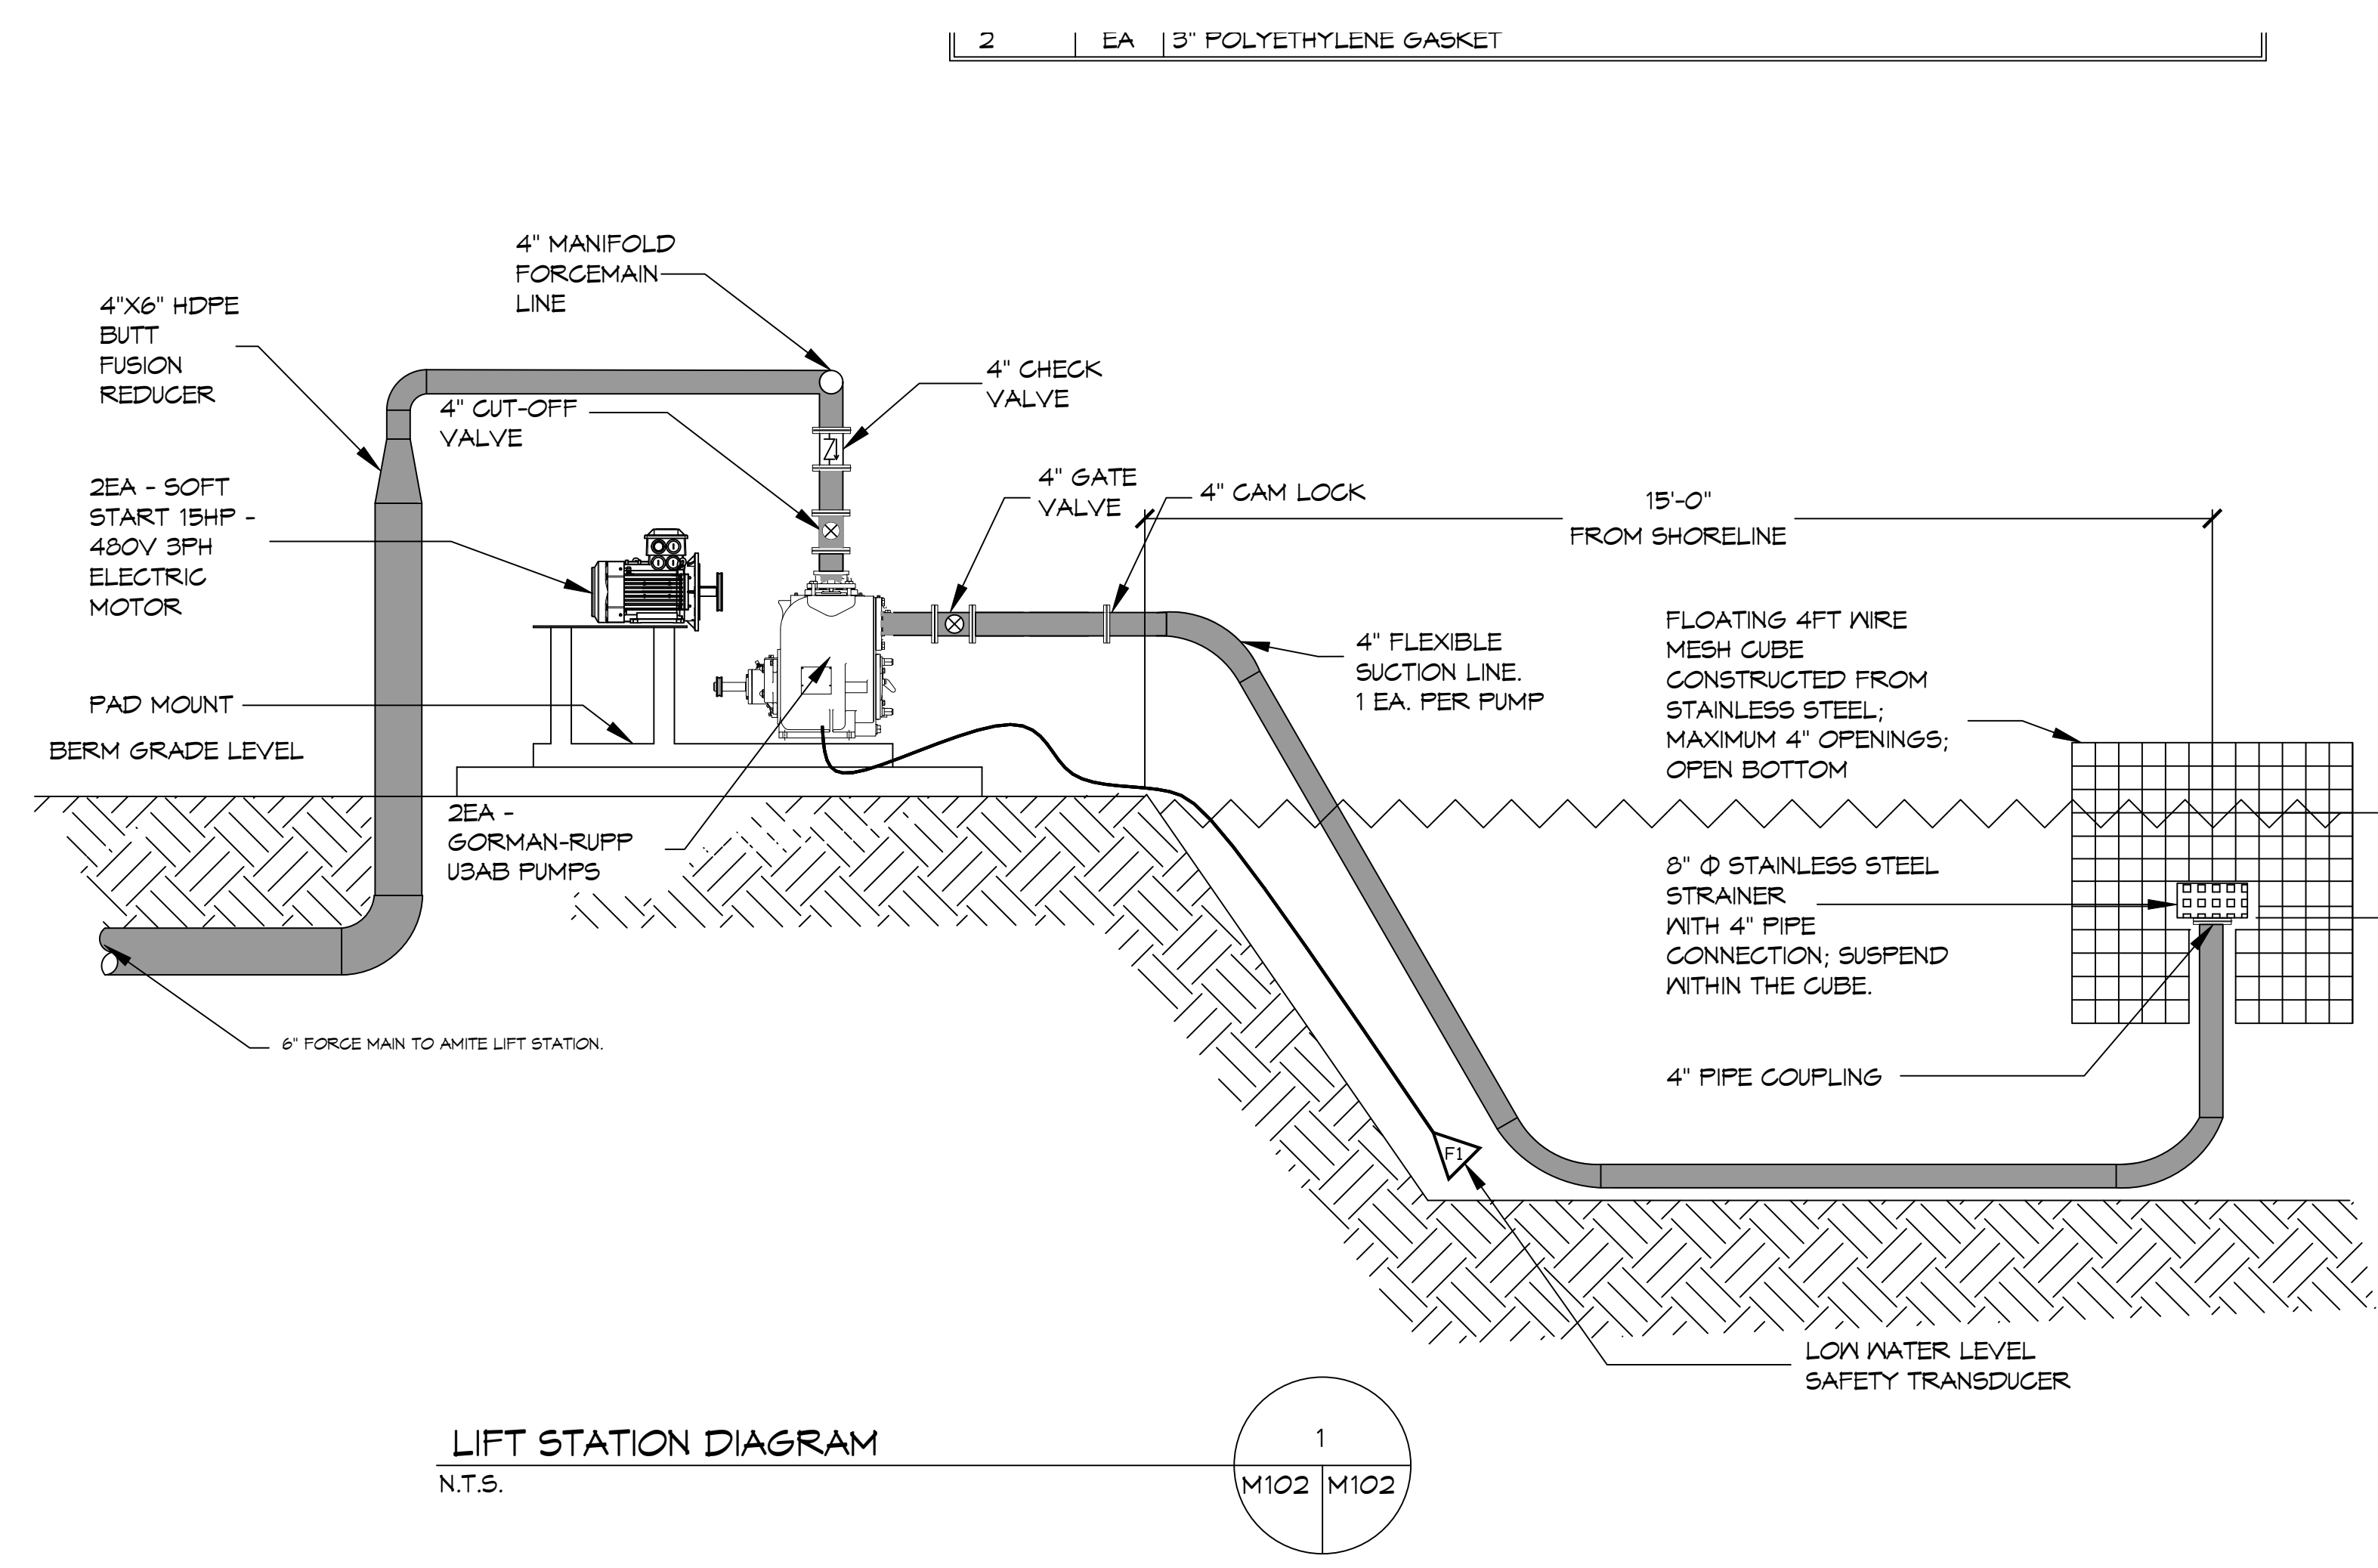 2 EA 3" POLYETHYLENE GASKET
4" MANIFOLD
FORCEMAIN
LINE
4"X6" HDPE
BUTT
FUSION
REDUCER
4" CHECK
VALVE
4" CUT-OFF
VALVE
4" GATE
VALVE
4" CAM LOCK
15'-0"
FROM SHORELINE
2EA - SOFT
START 15HP -
480V 3PH
ELECTRIC
MOTOR
FLOATING 4FT WIRE
MESH CUBE
CONSTRUCTED FROM
STAINLESS STEEL;
MAXIMUM 4" OPENINGS;
OPEN BOTTOM
4" FLEXIBLE
SUCTION LINE.
1 EA. PER PUMP
PAD MOUNT
BERM GRADE LEVEL
2EA -
GORMAN-RUPP
U3AB PUMPS
8" Φ STAINLESS STEEL
STRAINER
WITH 4" PIPE
CONNECTION; SUSPEND
WITHIN THE CUBE.
6" FORCE MAIN TO AMITE LIFT STATION.
4" PIPE COUPLING
F1
LOW WATER LEVEL
SAFETY TRANSDUCER
LIFT STATION DIAGRAM
N.T.S.
1
M102 M102